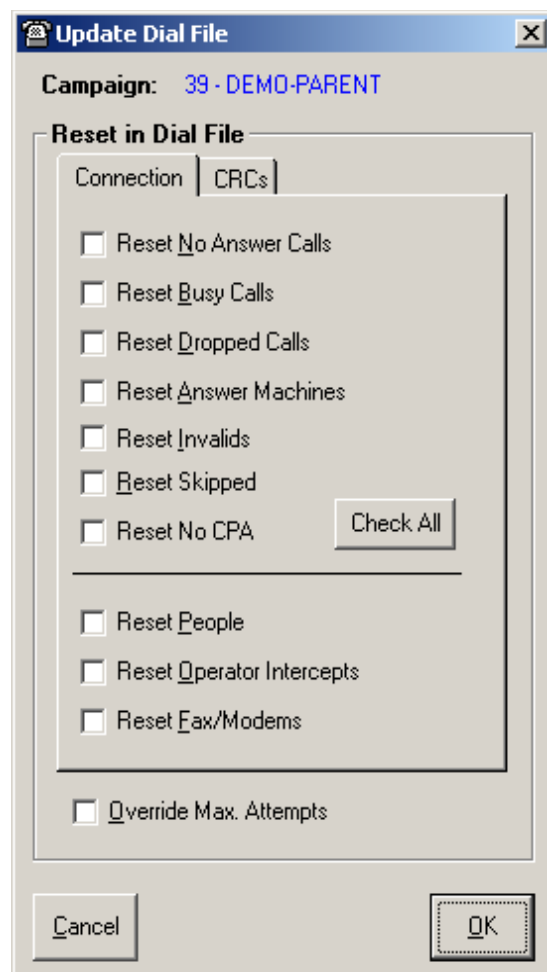 Update Dial File
Campaign: 39 - DEMO-PARENT
Reset in Dial File
Connection CRCs
Reset No Answer Calls
Reset Busy Calls
Reset Dropped Calls
Reset Answer Machines
Reset Invalids
Reset Skipped
Reset No CPA
Check All
Reset People
Reset Operator Intercepts
Reset Fax/Modems
Override Max. Attempts
Cancel OK